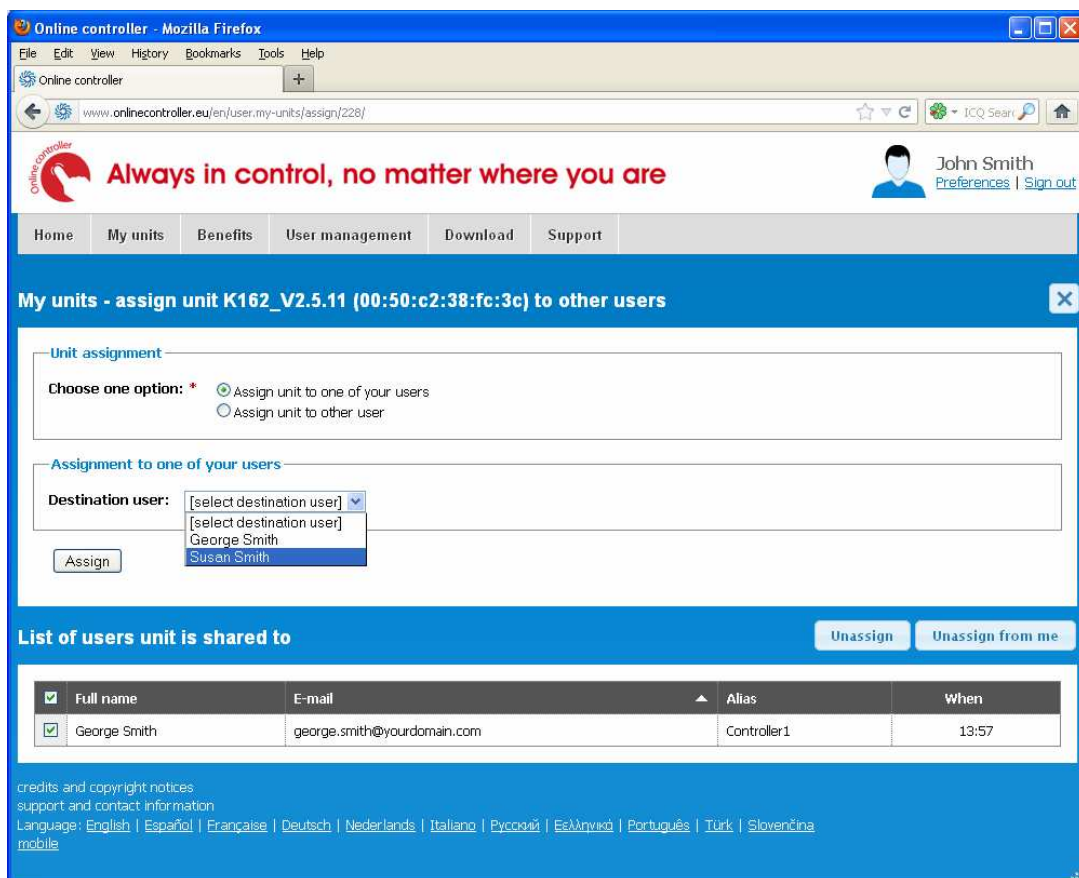 Online controller - Mozilla Firefox
File Edit View History Bookmarks Tools Help
Online controller
www.onlinecontroller.eu/en/user.my-units/assign/228/
ICQ Searc
Online controller
Always in control, no matter where you are
John Smith
Preferences | Sign out
Home My units Benefits User management Download Support
My units - assign unit K162_V2.5.11 (00:50:c2:38:fc:3c) to other users
Unit assignment
Choose one option: * Assign unit to one of your users
Assign unit to other user
Assignment to one of your users
Destination user: [select destination user]
[select destination user]
George Smith
Susan Smith
Assign
List of users unit is shared to
Unassign Unassign from me
Full name E-mail Alias When
George Smith george.smith@yourdomain.com Controller1 13:57
credits and copyright notices
support and contact information
Language: English | Español | Française | Deutsch | Nederlands | Italiano | Русский | Εελληνικά | Português | Türk | Slovenčina
mobile